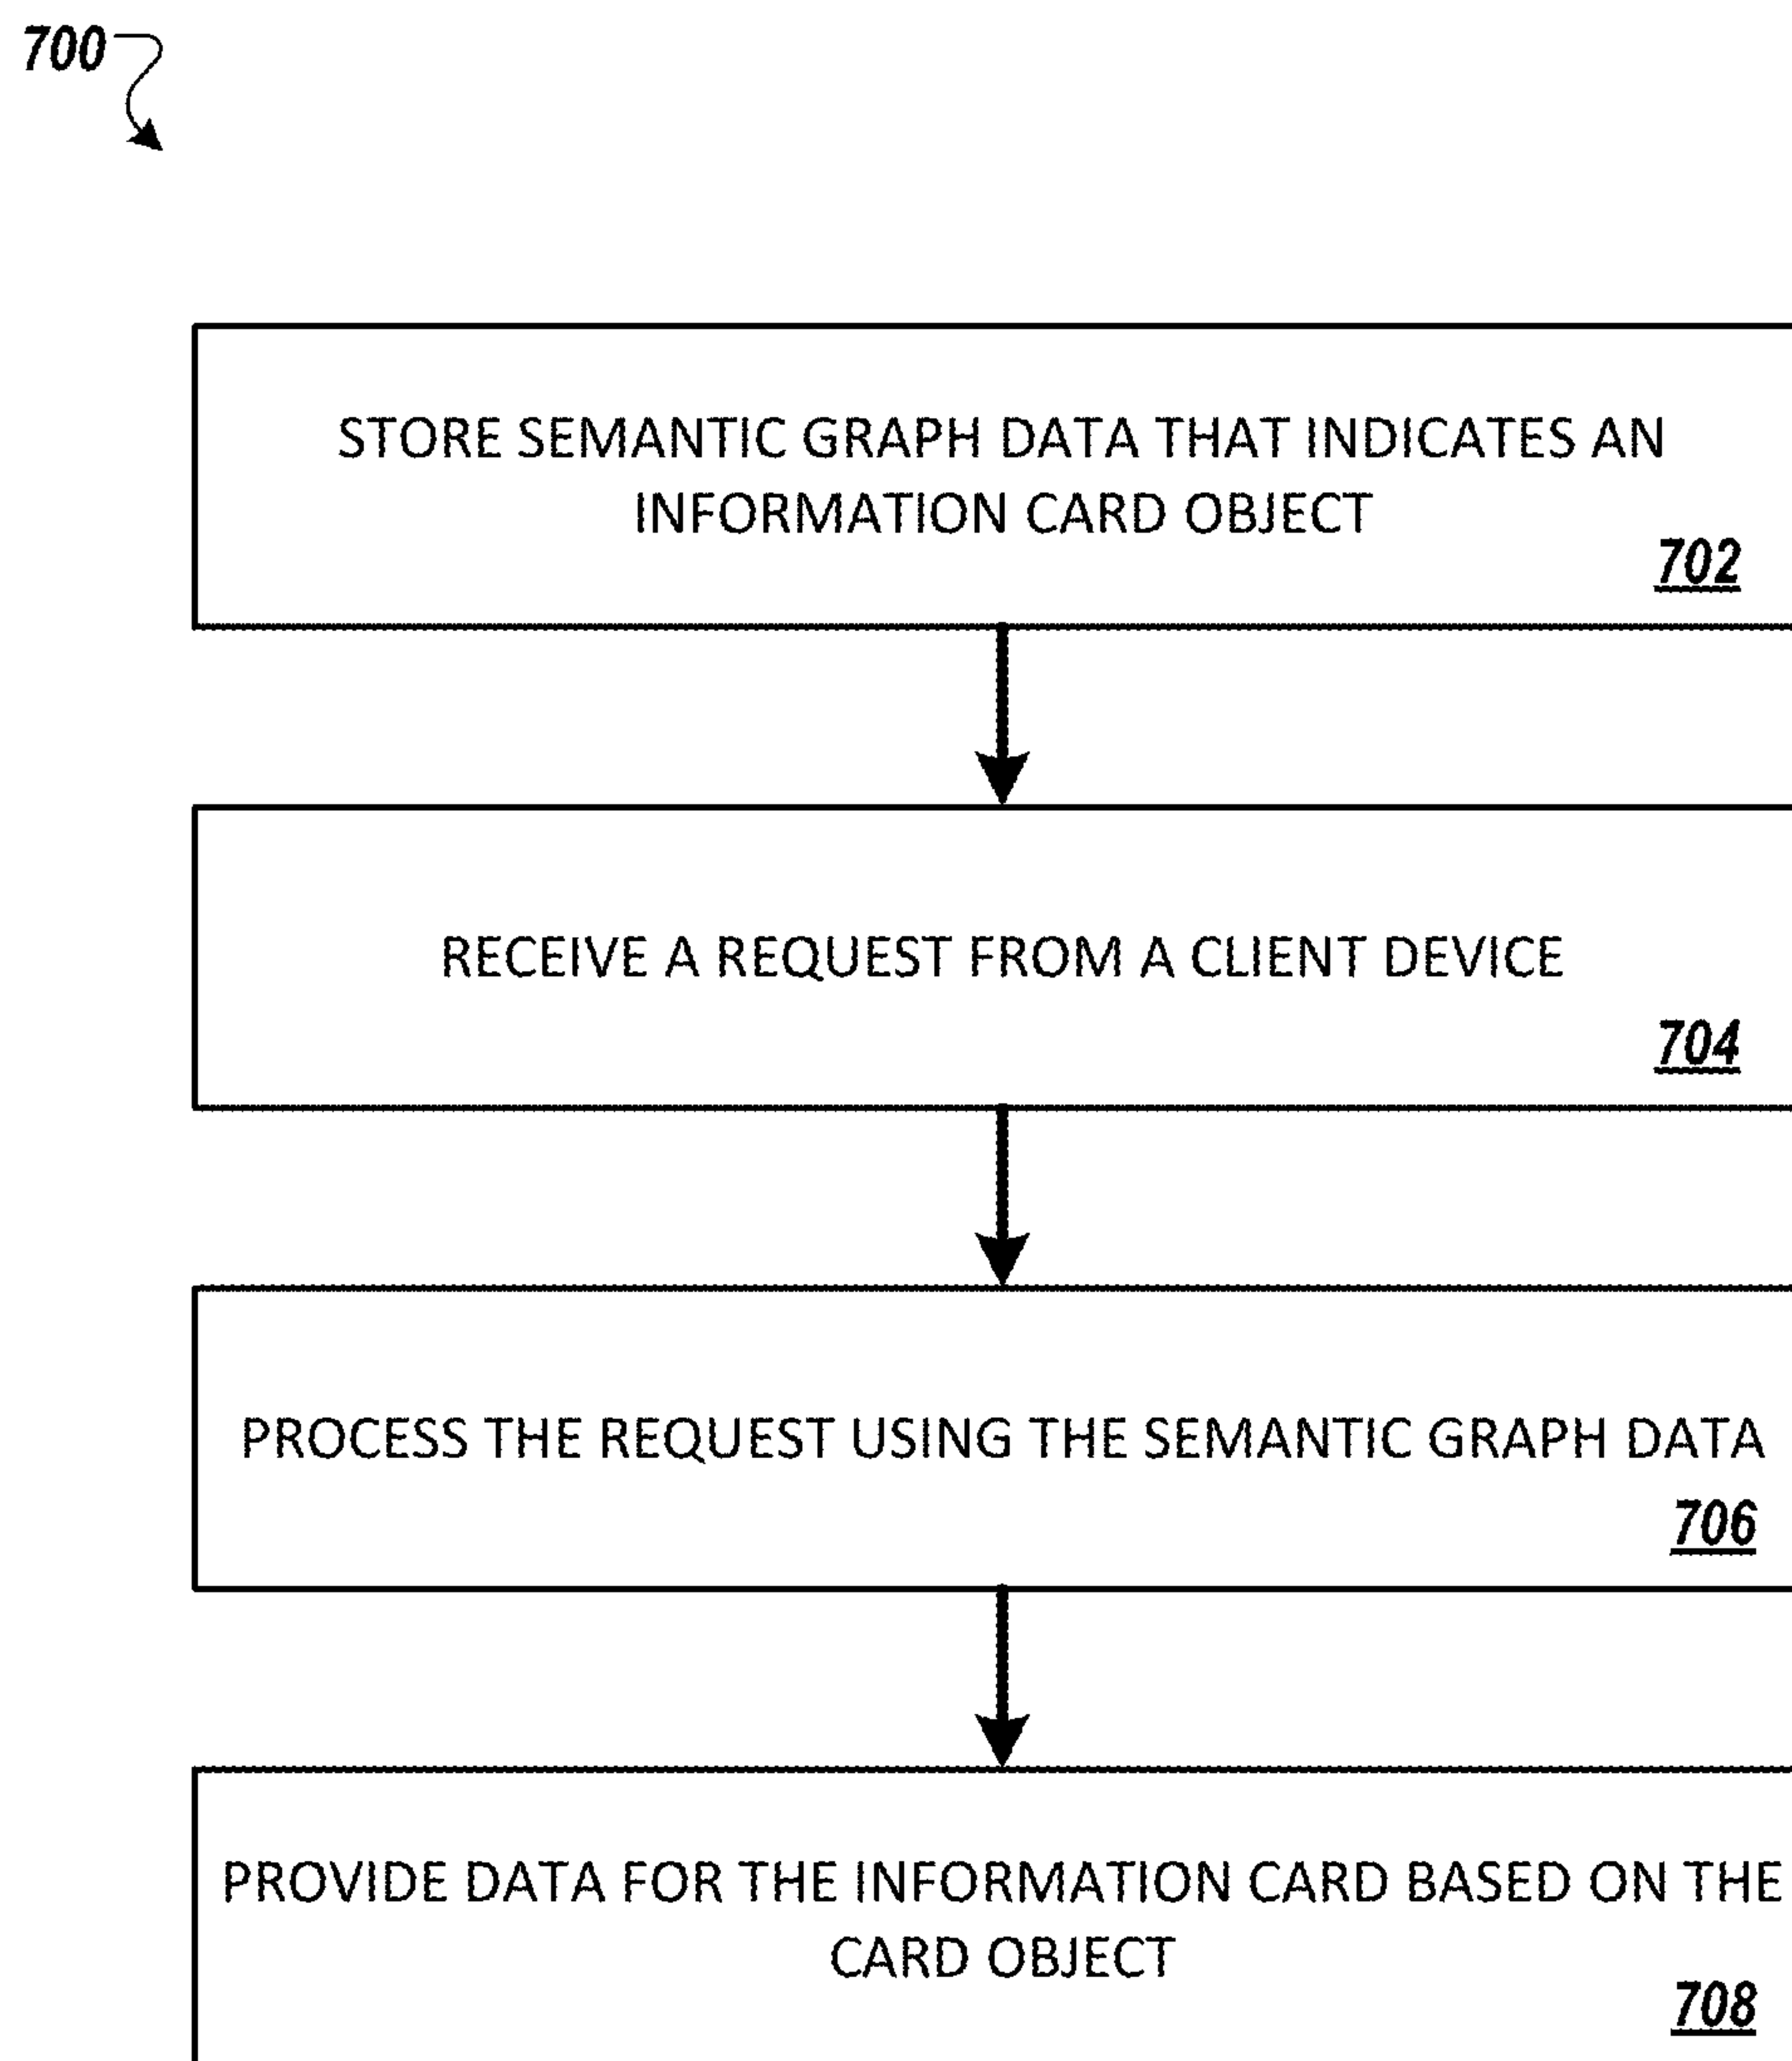 700
STORE SEMANTIC GRAPH DATA THAT INDICATES AN
INFORMATION CARD OBJECT
702
RECEIVE A REQUEST FROM A CLIENT DEVICE
704
PROCESS THE REQUEST USING THE SEMANTIC GRAPH DATA
706
PROVIDE DATA FOR THE INFORMATION CARD BASED ON THE
CARD OBJECT
708